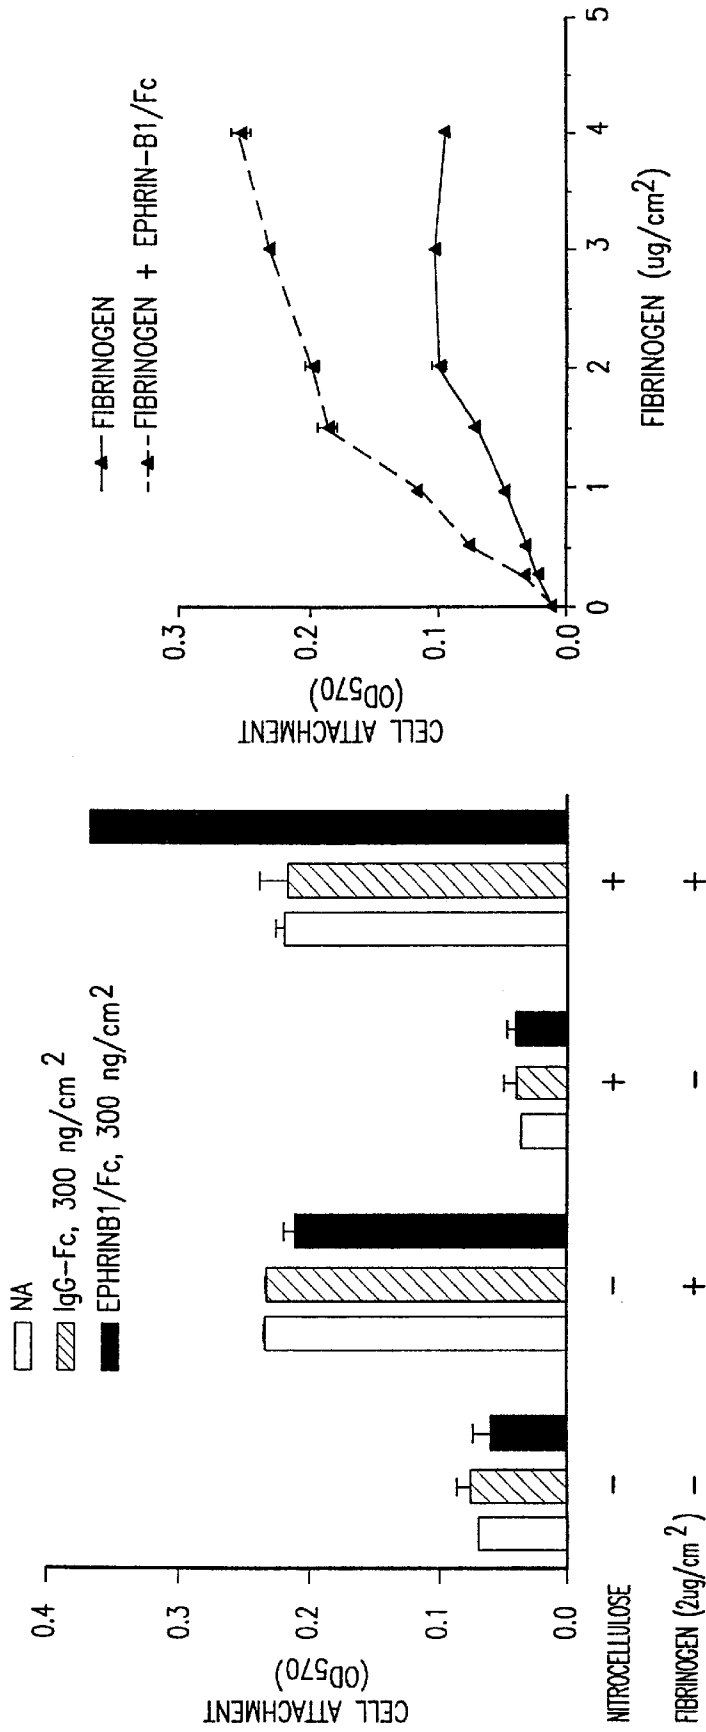 NA
IgG-Fc, 300 ng/cm2
EPHRINB1/Fc, 300 ng/cm2
CELL ATTACHMENT
(OD570)
0.4
0.3
0.2
0.1
0.0
NITROCELLULOSE - - + +
FIBRINOGEN (2ug/cm2) - + - +
FIBRINOGEN
FIBRINOGEN + EPHRIN-B1/Fc
CELL ATTACHMENT
(OD570)
0.3
0.2
0.1
0.0
0 1 2 3 4 5
FIBRINOGEN (ug/cm2)